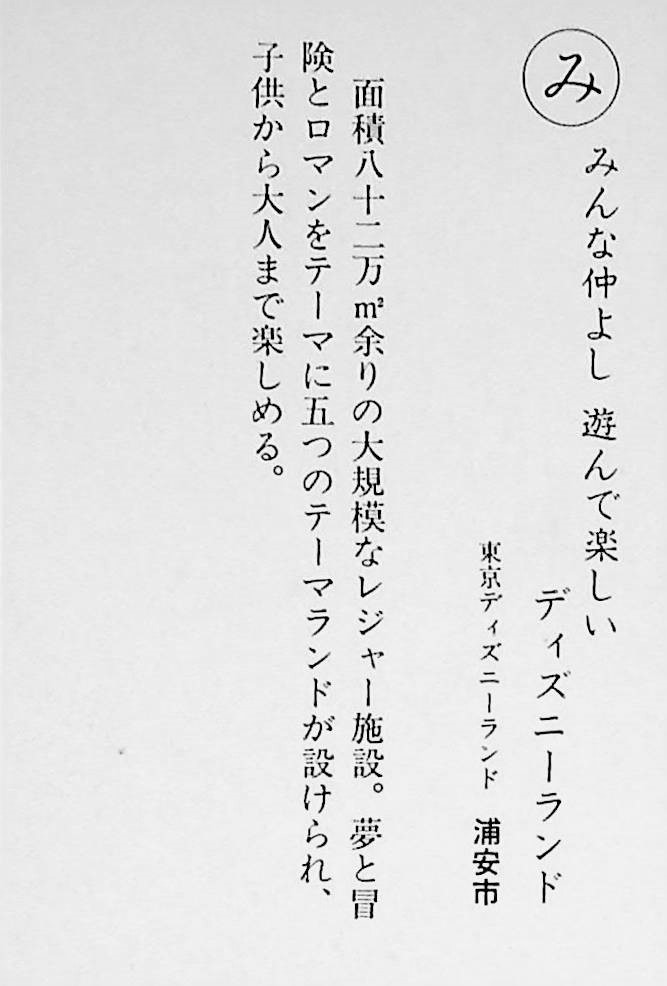 み
みんな仲よし 遊んで楽しい
ディズニーランド
東京ディズニーランド 浦安市
面積八十二万㎡余りの大規模なレジャー施設。夢と冒
険とロマンをテーマに五つのテーマランドが設けられ、
子供から大人まで楽しめる。